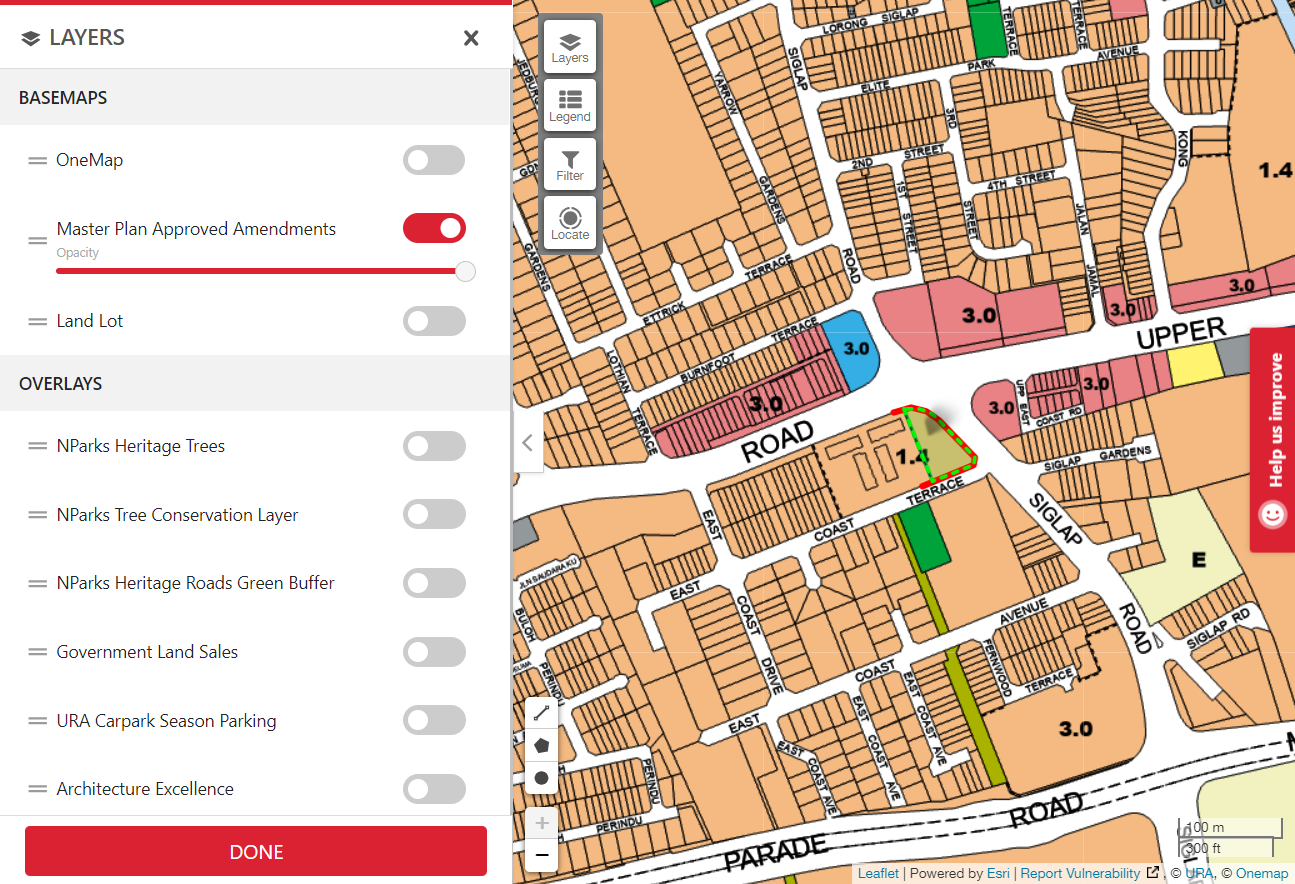 LAYERS
BASEMAPS
OneMap
Master Plan Approved Amendments
Opacity
Land Lot
OVERLAYS
NParks Heritage Trees
NParks Tree Conservation Layer
NParks Heritage Roads Green Buffer
Government Land Sales
URA Carpark Season Parking
Architecture Excellence
DONE
Layers
Legend
Filter
Locate
LORONG SIGLAP
TERRACE
TERRACE
AVENUE
PARK
ELITE
SIGLAP
YARROW
GARDENS
3RD
STREET
2ND STREET
1ST STREET
4TH STREET
JALAN
JAMAL
KONG
1.4
GARDENS
ROAD
ETTRICK TERRACE
BURNFOOT TERRACE
LOTHIAN
TERRACE
3.0
3.0
3.0
3.0
3.0
UPPER
3.0
3.0
UPP EAST
COAST RD
SIGLAP GARDENS
ROAD
1.4
COAST TERRACE
EAST
SIGLAP
ROAD
SIGLAP RD
E
JLN SAUDARA KU
BULOH
PERINDU
EAST COAST AVENUE
COAST
DRIVE
EAST COAST
FERNWOOD
TERRACE
EAST COAST AVE
EAST COAST AVE
EAST COAST AVE
PERINDU
PERINDU
3.0
PARADE ROAD
Help us improve
100 m
300 ft
Leaflet | Powered by Esri | Report Vulnerability , © URA, © Onemap